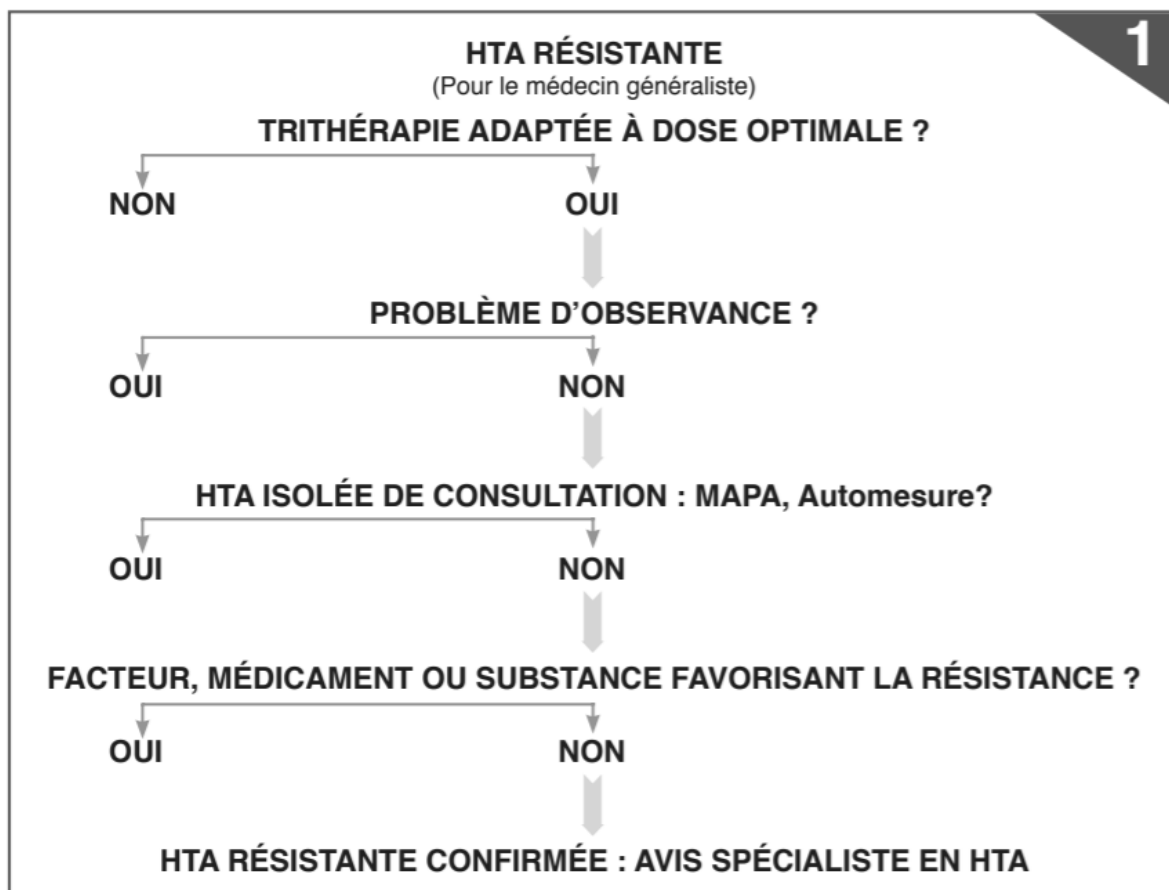 1
HTA RÉSISTANTE
(Pour le médecin généraliste)
TRITHÉRAPIE ADAPTÉE À DOSE OPTIMALE ?
NON OUI
PROBLÈME D’OBSERVANCE ?
OUI NON
HTA ISOLÉE DE CONSULTATION : MAPA, Automesure?
OUI NON
FACTEUR, MÉDICAMENT OU SUBSTANCE FAVORISANT LA RÉSISTANCE ?
OUI NON
HTA RÉSISTANTE CONFIRMÉE : AVIS SPÉCIALISTE EN HTA